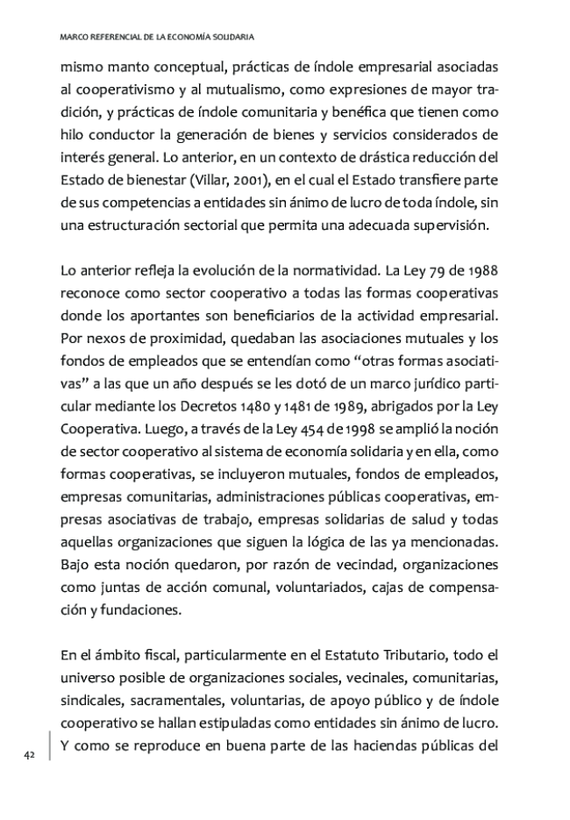 MARCO REFERENCIAL DE LA ECONOMÍA SOLIDARIA
mismo manto conceptual, prácticas de índole empresarial asociadas
al cooperativismo y al mutualismo, como expresiones de mayor tra-
dición, y prácticas de índole comunitaria y benéfica que tienen como
hilo conductor la generación de bienes y servicios considerados de
interés general. Lo anterior, en un contexto de drástica reducción del
Estado de bienestar (Villar, 2001), en el cual el Estado transfiere parte
de sus competencias a entidades sin ánimo de lucro de toda índole, sin
una estructuración sectorial que permita una adecuada supervisión.
Lo anterior refleja la evolución de la normatividad. La Ley 79 de 1988
reconoce como sector cooperativo a todas las formas cooperativas
donde los aportantes son beneficiarios de la actividad empresarial.
Por nexos de proximidad, quedaban las asociaciones mutuales y los
fondos de empleados que se entendían como “otras formas asociati-
vas” a las que un año después se les dotó de un marco jurídico parti-
cular mediante los Decretos 1480 y 1481 de 1989, abrigados por la Ley
Cooperativa. Luego, a través de la Ley 454 de 1998 se amplió la noción
de sector cooperativo al sistema de economía solidaria y en ella, como
formas cooperativas, se incluyeron mutuales, fondos de empleados,
empresas comunitarias, administraciones públicas cooperativas, em-
presas asociativas de trabajo, empresas solidarias de salud y todas
aquellas organizaciones que siguen la lógica de las ya mencionadas.
Bajo esta noción quedaron, por razón de vecindad, organizaciones
como juntas de acción comunal, voluntariados, cajas de compensa-
ción y fundaciones.
En el ámbito fiscal, particularmente en el Estatuto Tributario, todo el
universo posible de organizaciones sociales, vecinales, comunitarias,
sindicales, sacramentales, voluntarias, de apoyo público y de índole
cooperativo se hallan estipuladas como entidades sin ánimo de lucro.
Y como se reproduce en buena parte de las haciendas públicas del
42